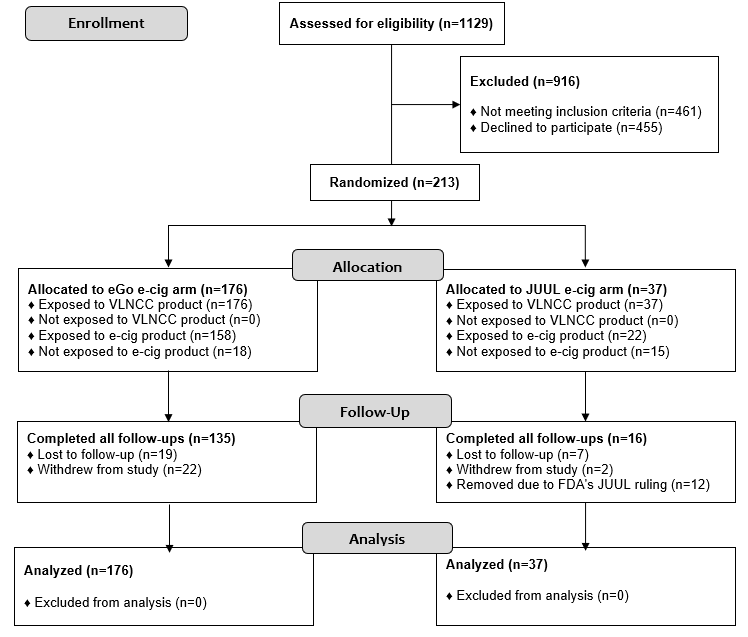 Enrollment
Assessed for eligibility (n=1129)
Excluded (n=916)
♦ Not meeting inclusion criteria (n=461)
♦ Declined to participate (n=455)
Randomized (n=213)
Allocation
Allocated to eGo e-cig arm (n=176)
♦ Exposed to VLNCC product (n=176)
♦ Not exposed to VLNCC product (n=0)
♦ Exposed to e-cig product (n=158)
♦ Not exposed to e-cig product (n=18)
Allocated to JUUL e-cig arm (n=37)
♦ Exposed to VLNCC product (n=37)
♦ Not exposed to VLNCC product (n=0)
♦ Exposed to e-cig product (n=22)
♦ Not exposed to e-cig product (n=15)
Follow-Up
Completed all follow-ups (n=135)
♦ Lost to follow-up (n=19)
♦ Withdrew from study (n=22)
Completed all follow-ups (n=16)
♦ Lost to follow-up (n=7)
♦ Withdrew from study (n=2)
♦ Removed due to FDA's JUUL ruling (n=12)
Analysis
Analyzed (n=176)
♦ Excluded from analysis (n=0)
Analyzed (n=37)
♦ Excluded from analysis (n=0)